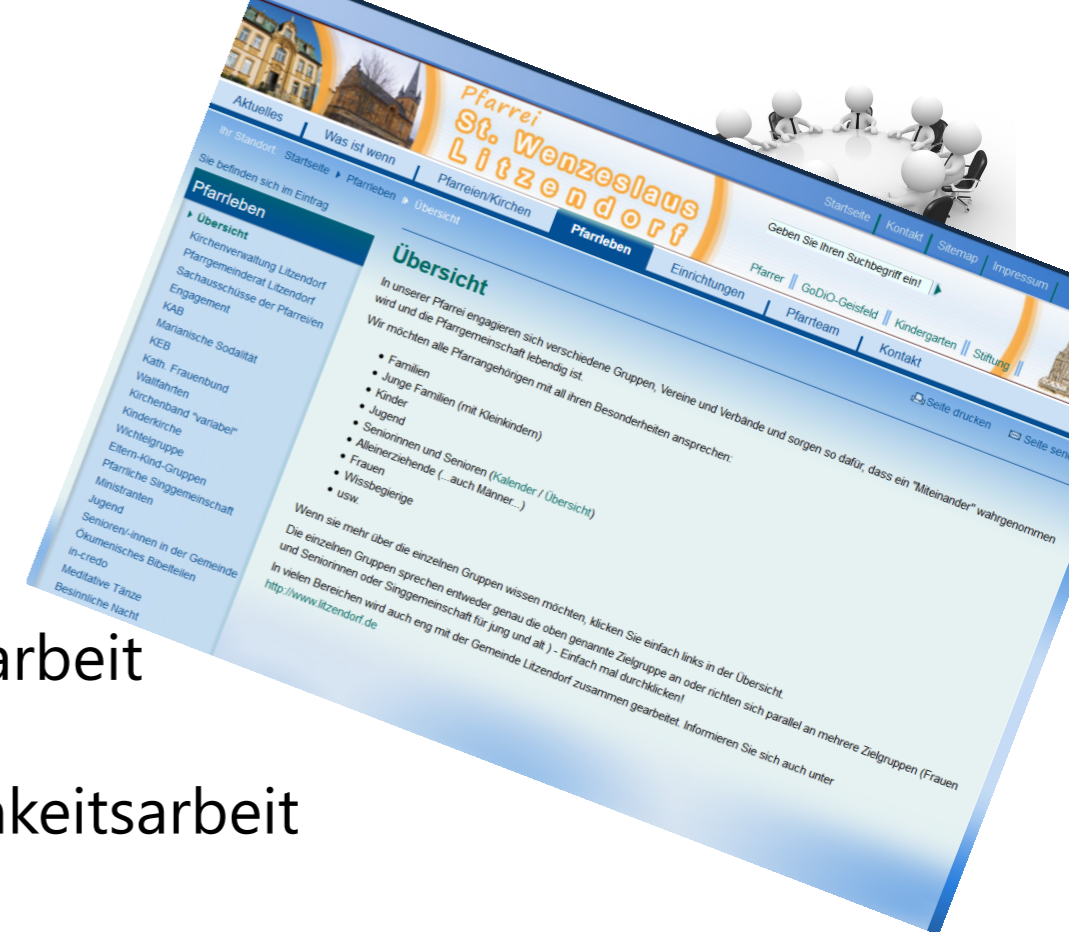 Pfarrei
St. Wenzeslaus
Litzendorf
Startseite
Kontakt
Sitemap
Impressum
Geben Sie Ihren Suchbegriff ein!
Pfarrer || GoDiO-Geisfeld || Kindergarten || Stiftung ||
Aktuelles
Was ist wenn
Pfarreien/Kirchen
Pfarrleben
Einrichtungen
Pfarrteam
Kontakt
Ihr Standort Startseite Pfarrleben Übersicht
Seite drucken
Seite sen
Sie befinden sich im Eintrag
Pfarrleben
Übersicht
Kirchenverwaltung Litzendorf
Pfarrgemeinderat Litzendorf
Sachausschüsse der Pfarrei/en
Engagement
KAB
Marianische Sodalität
KEB
Kath. Frauenbund
Wallfahrten
Kirchenband "variabel"
Kinderkirche
Wichtelgruppe
Eltern-Kind-Gruppen
Pfarrliche Singgemeinschaft
Ministranten
Jugend
Senioren/-innen in der Gemeinde
Ökumenisches Bibelteilen
in-credo
Meditative Tänze
Besinnliche Nacht
Übersicht
In unserer Pfarrei engagieren sich verschiedene Gruppen, Vereine und Verbände und sorgen so dafür, dass ein "Miteinander" wahrgenommen
wird und die Pfarrgemeinschaft lebendig ist.
Wir möchten alle Pfarrangehörigen mit all ihren Besonderheiten ansprechen:
• Familien
• Junge Familien (mit Kleinkindern)
• Kinder
• Jugend
• Seniorinnen und Senioren (Kalender / Übersicht)
• Alleinerziehende (...auch Männer...)
• Frauen
• Wissbegierige
• usw.
Wenn sie mehr über die einzelnen Gruppen wissen möchten, klicken Sie einfach links in der Übersicht.
Die einzelnen Gruppen sprechen entweder genau die oben genannte Zielgruppe an oder richten sich parallel an mehrere Zielgruppen (Frauen
und Seniorinnen oder Singgemeinschaft für jung und alt ) - Einfach mal durchklicken!
In vielen Bereichen wird auch eng mit der Gemeinde Litzendorf zusammen gearbeitet. Informieren Sie sich auch unter
http://www.litzendorf.de
arbeit
keitsarbeit